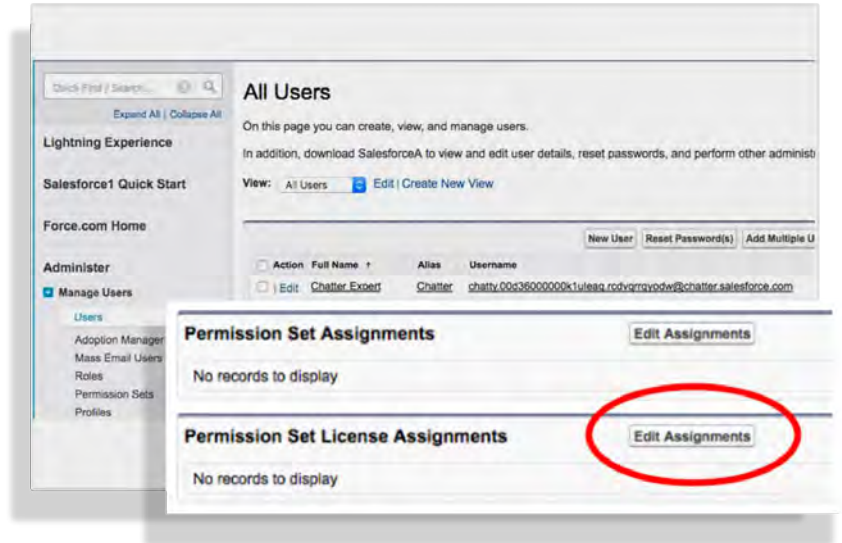 Quick Find / Search...
Expand All | Collapse All
Lightning Experience
Salesforce1 Quick Start
Force.com Home
Administer
Manage Users
Users
Adoption Manager
Mass Email Users
Roles
Permission Sets
Profiles
All Users
On this page you can create, view, and manage users.
In addition, download SalesforceA to view and edit user details, reset passwords, and perform other administ
View: All Users Edit | Create New View
New User Reset Password(s) Add Multiple U
Action Full Name ↑ Alias Username
| Edit Chatter Expert Chatter
Permission Set Assignments Edit Assignments
No records to display
Permission Set License Assignments Edit Assignments
No records to display